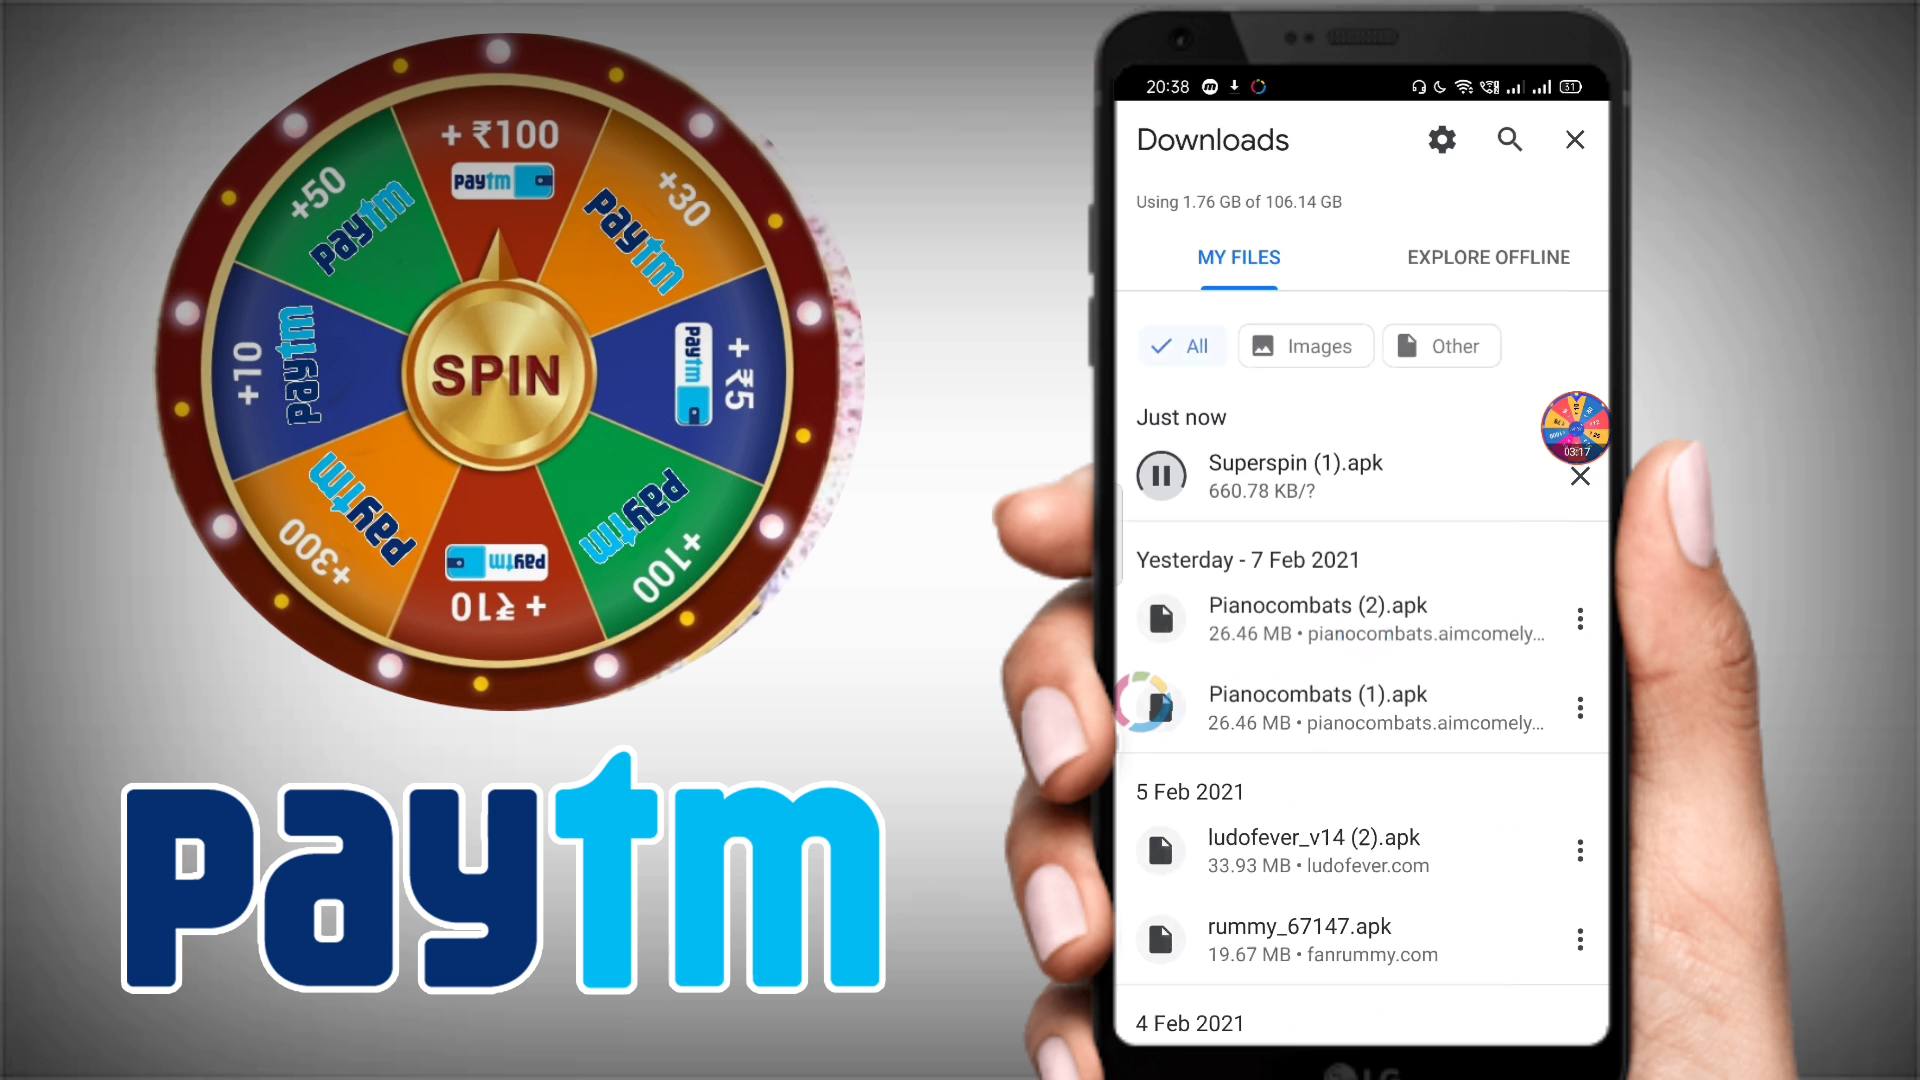 + ₹100
paytm
+30
paytm
+ ₹5
paytm
+100
paytm
+ ₹10
paytm
+300
paytm
+10
paytm
+50
paytm
SPIN
paytm
20:38
31
Downloads
Using 1.76 GB of 106.14 GB
MY FILES
EXPLORE OFFLINE
All
Images
Other
Just now
03:17
Superspin (1).apk
660.78 KB/?
Yesterday - 7 Feb 2021
Pianocombats (2).apk
26.46 MB • pianocombats.aimcomely...
Pianocombats (1).apk
26.46 MB • pianocombats.aimcomely...
5 Feb 2021
ludofever_v14 (2).apk
33.93 MB • ludofever.com
rummy_67147.apk
19.67 MB • fanrummy.com
4 Feb 2021
LG